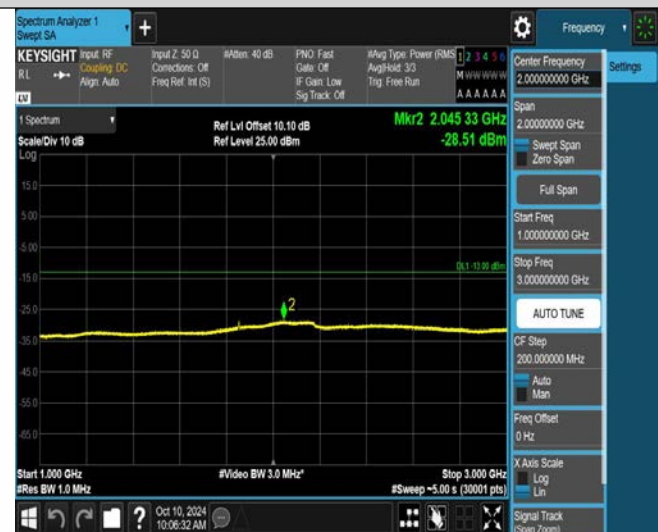 Spectrum Analyzer 1
Swept SA
+
Frequency
KEYSIGHT
RL
Input: RF
Coupling: DC
Align: Auto
Input Z: 50 Ω
Corrections: Off
Freq Ref: Int (S)
#Atten: 40 dB
PNO: Fast
Gate: Off
IF Gain: Low
Sig Track: Off
#Avg Type: Power (RMS
Avg|Hold: 3/3
Trig: Free Run
1 2 3 4 5 6
M W W W W W
A A A A A A
LNI
1 Spectrum
Scale/Div 10 dB
Log
Ref Lvl Offset 10.10 dB
Ref Level 25.00 dBm
Mkr2 2.045 33 GHz
-28.51 dBm
15.0
5.00
-5.00
-15.0
-25.0
-35.0
-45.0
-55.0
-65.0
DL1 -13.00 dBm
2
Start 1.000 GHz
#Res BW 1.0 MHz
#Video BW 3.0 MHz*
Stop 3.000 GHz
#Sweep ~5.00 s (30001 pts)
Oct 10, 2024
10:06:32 AM
?
Center Frequency
2.000000000 GHz
Settings
Span
2.00000000 GHz
Swept Span
Zero Span
Full Span
Start Freq
1.000000000 GHz
Stop Freq
3.000000000 GHz
AUTO TUNE
CF Step
200.000000 MHz
Auto
Man
Freq Offset
0 Hz
X Axis Scale
Log
Lin
Signal Track
(Span Zoom)